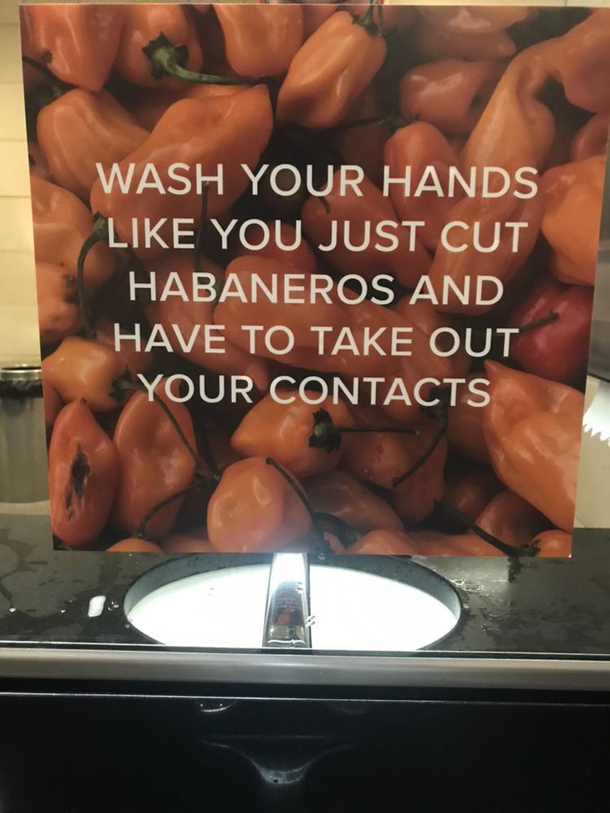 WASH YOUR HANDS
LIKE YOU JUST CUT
HABANEROS AND
HAVE TO TAKE OUT
YOUR CONTACTS